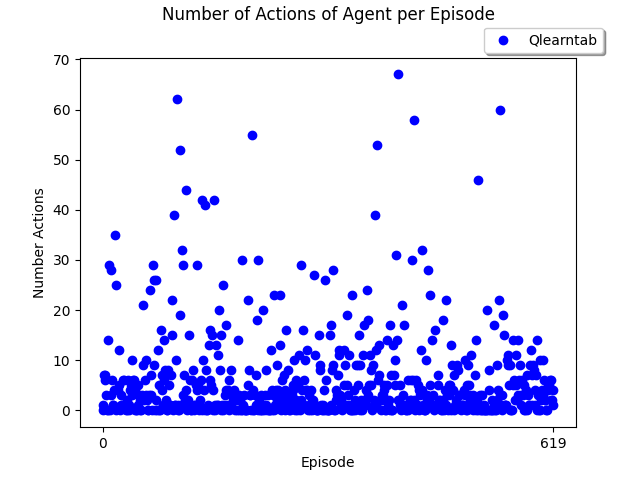 Number of Actions of Agent per Episode
Qlearntab
70
60
50
40
30
20
10
0
Number Actions
0 619
Episode